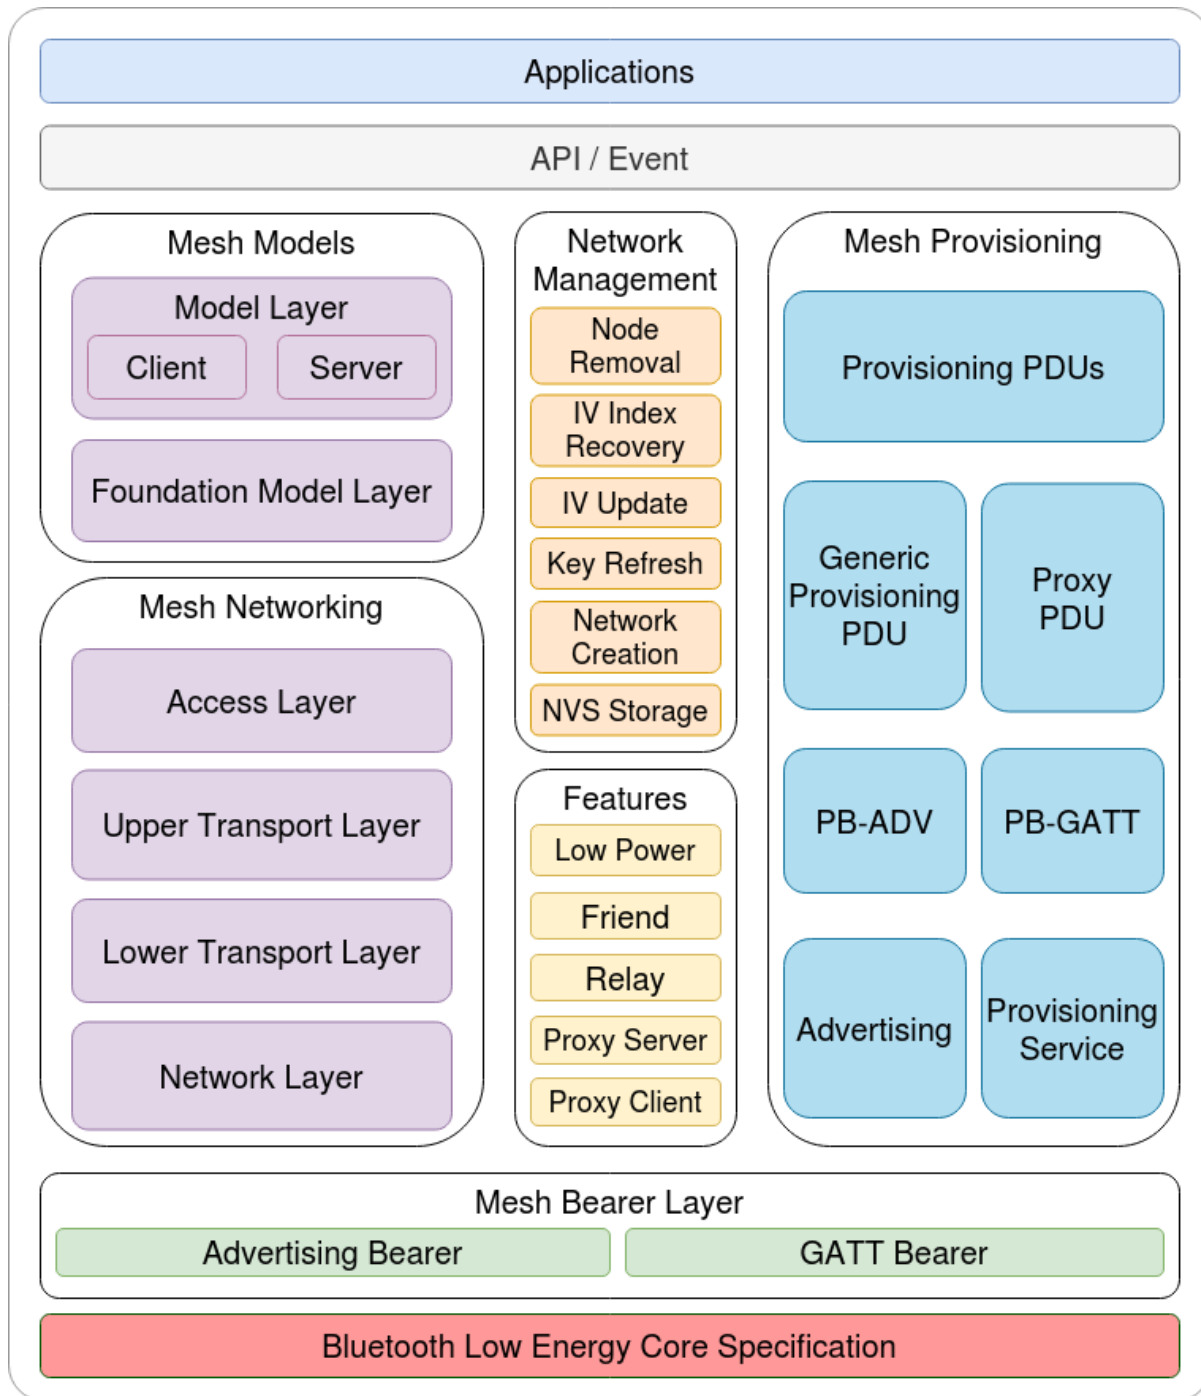 Applications
API / Event
Mesh Models
Model Layer
Client
Server
Foundation Model Layer
Mesh Networking
Access Layer
Upper Transport Layer
Lower Transport Layer
Network Layer
Network
Management
Node
Removal
IV Index
Recovery
IV Update
Key Refresh
Network
Creation
NVS Storage
Features
Low Power
Friend
Relay
Proxy Server
Proxy Client
Mesh Provisioning
Provisioning PDUs
Generic
Provisioning
PDU
Proxy
PDU
PB-ADV
PB-GATT
Advertising
Provisioning
Service
Mesh Bearer Layer
Advertising Bearer
GATT Bearer
Bluetooth Low Energy Core Specification